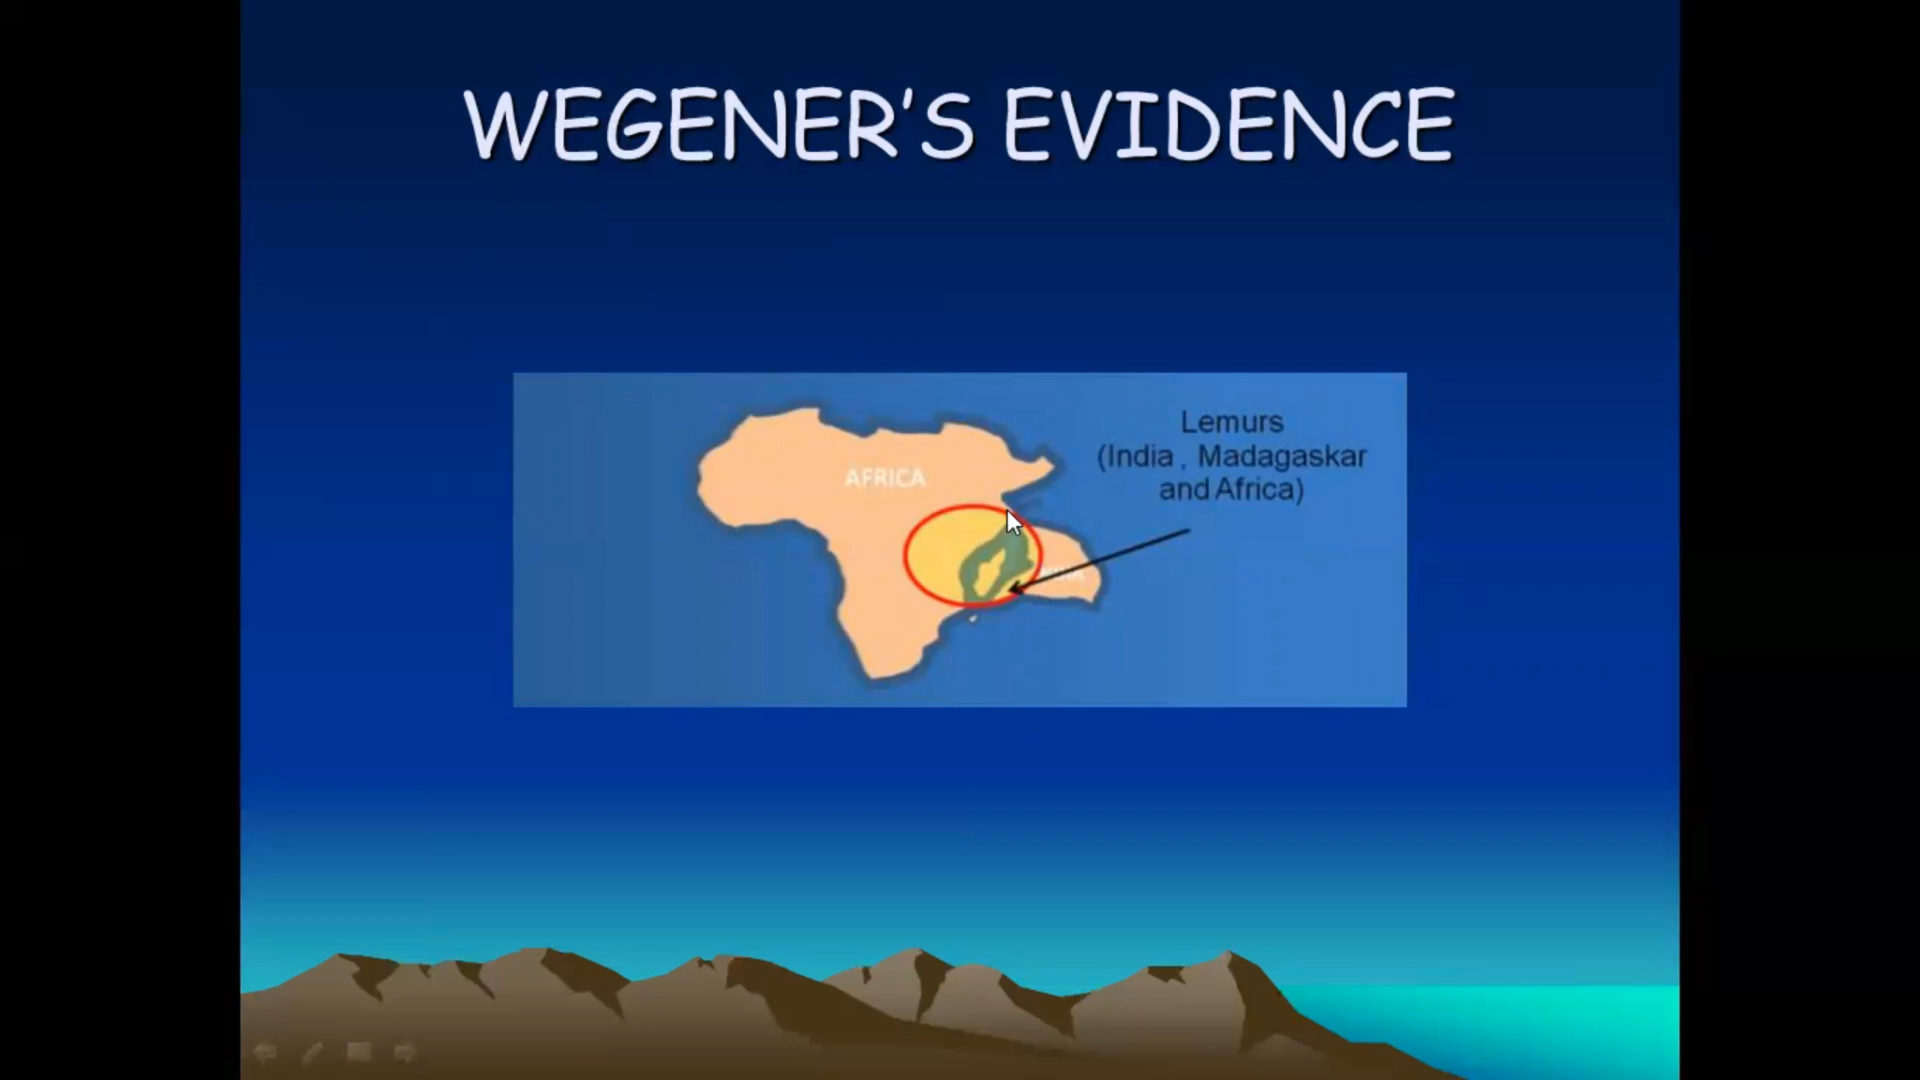 WEGENER'S EVIDENCE
Lemurs
(India , Madagaskar
and Africa)
AFRICA